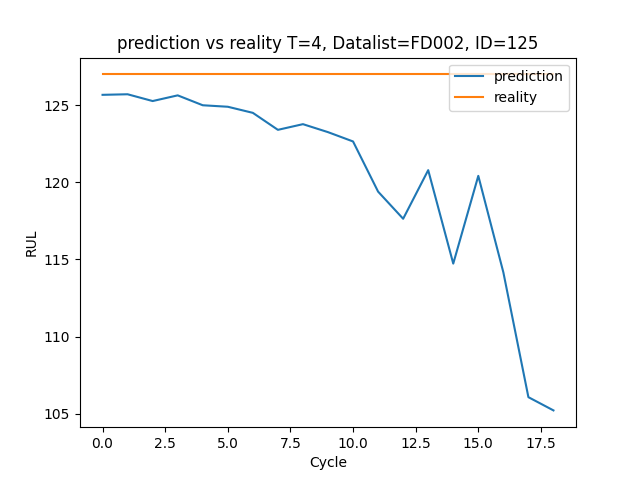 prediction vs reality T=4, Datalist=FD002, ID=125
prediction
reality
125
120
115
110
105
RUL
0.0 2.5 5.0 7.5 10.0 12.5 15.0 17.5
Cycle